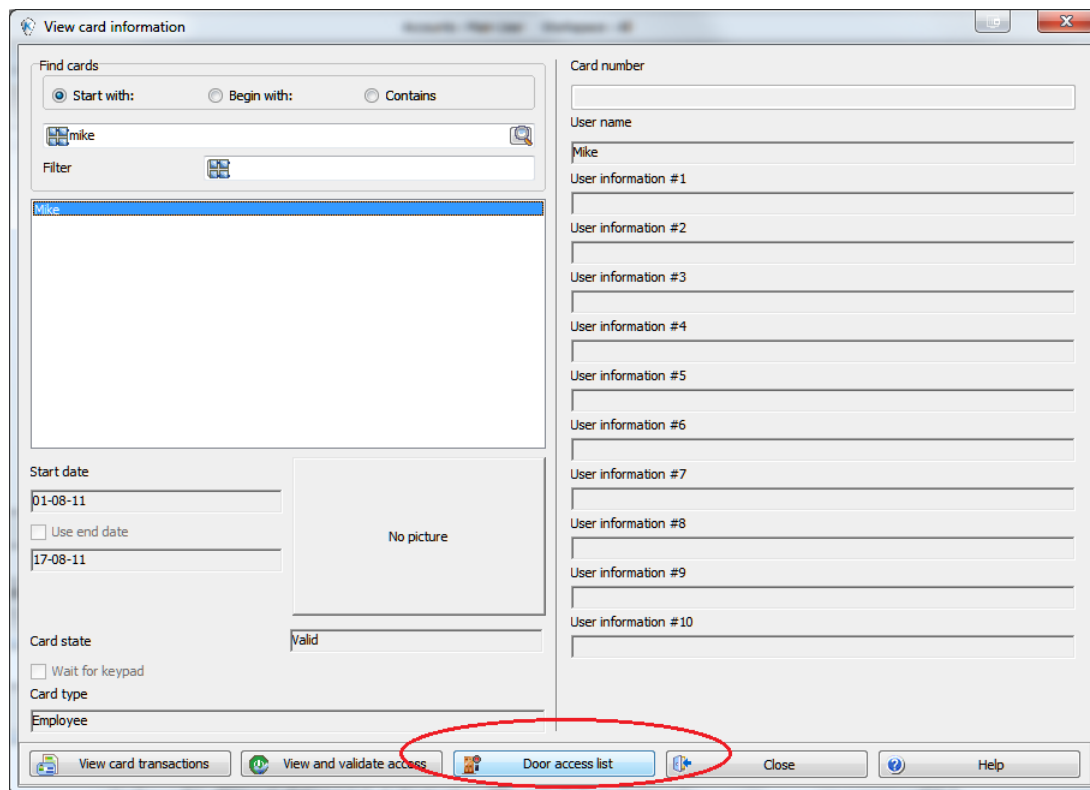 View card information
Find cards
Start with: Begin with: Contains
mike
Filter
Mike
Start date
01-08-11
Use end date
17-08-11
No picture
Card state Valid
Wait for keypad
Card type
Employee
Card number
User name
Mike
User information #1
User information #2
User information #3
User information #4
User information #5
User information #6
User information #7
User information #8
User information #9
User information #10
View card transactions View and validate access Door access list Close Help